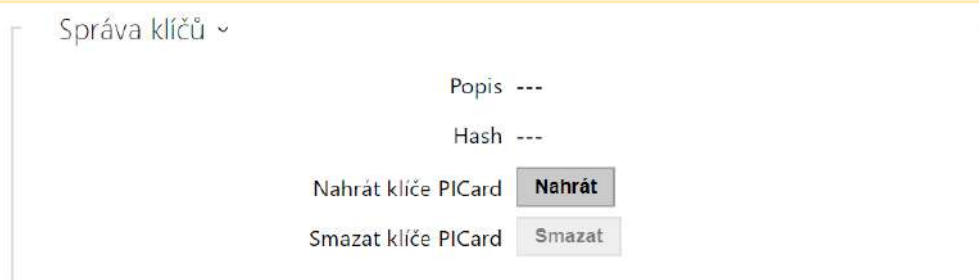 Správa klíčů
Popis ---
Hash ---
Nahrát klíče PICard Nahrát
Smazat klíče PICard Smazat